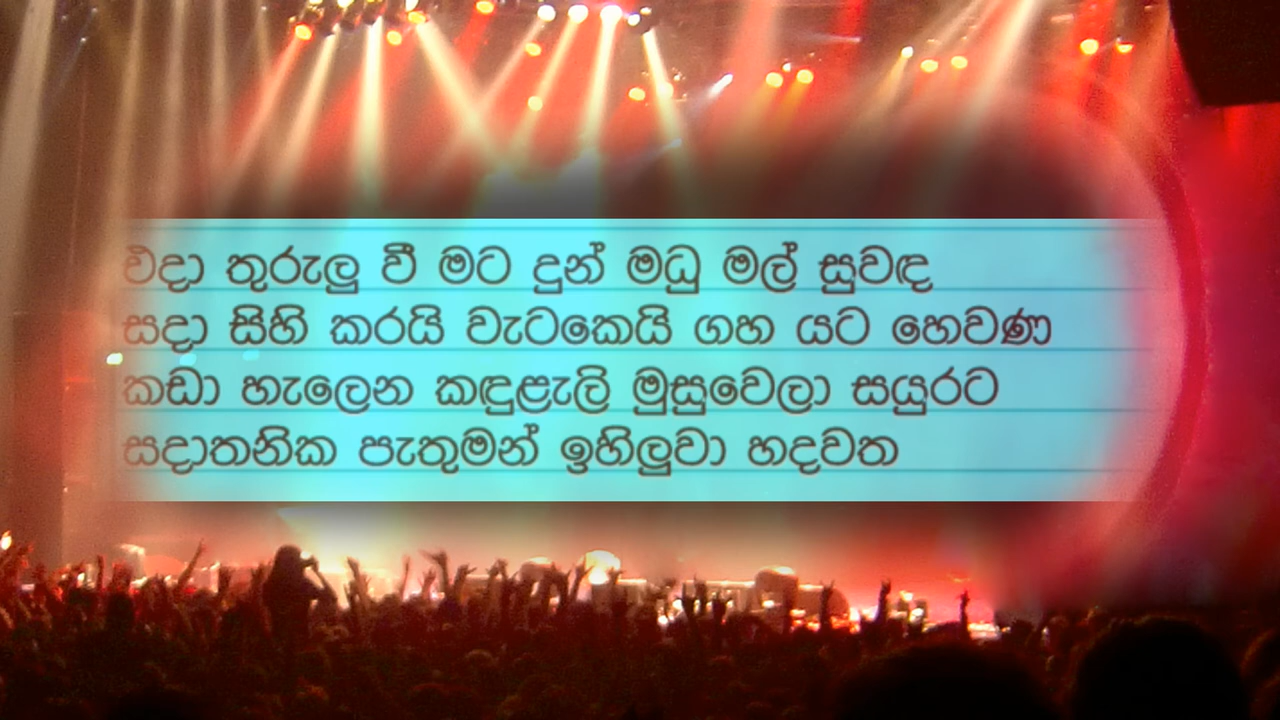 එදා තුරුලු වී මට දුන් මධු මල් සුවඳ
සදා සිහි කරයි වැටකෙයි ගහ යට හෙවණ
කඩා හැලෙන කඳුළැලි මුසුවෙලා සයුරට
සදාතනික පැතුමන් ඉහිලුවා හදවත